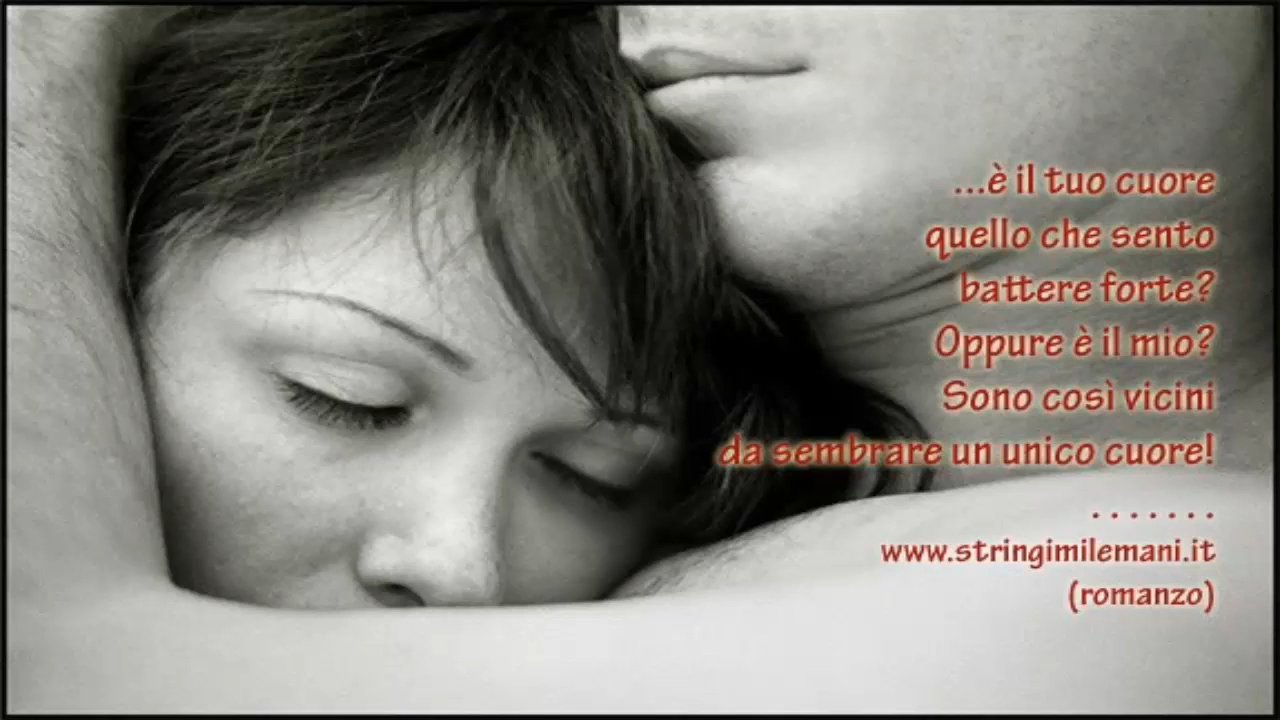 ...è il tuo cuore
quello che sento
battere forte?
Oppure è il mio?
Sono così vicini
da sembrare un unico cuore!
.......
www.stringimilemani.it
(romanzo)